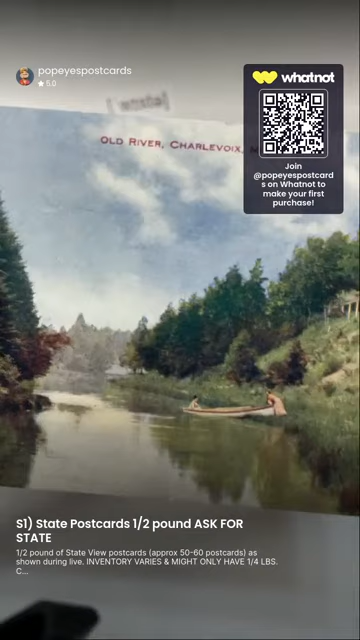 popeyespostcards
★ 5.0
whatnot
OLD RIVER, CHARLEVOIX,
Join
@popeyespostcard
s on Whatnot to
make your first
purchase!
S1) State Postcards 1/2 pound ASK FOR
STATE
1/2 pound of State View postcards (approx 50-60 postcards) as
shown during live. INVENTORY VARIES & MIGHT ONLY HAVE 1/4 LBS.
C...